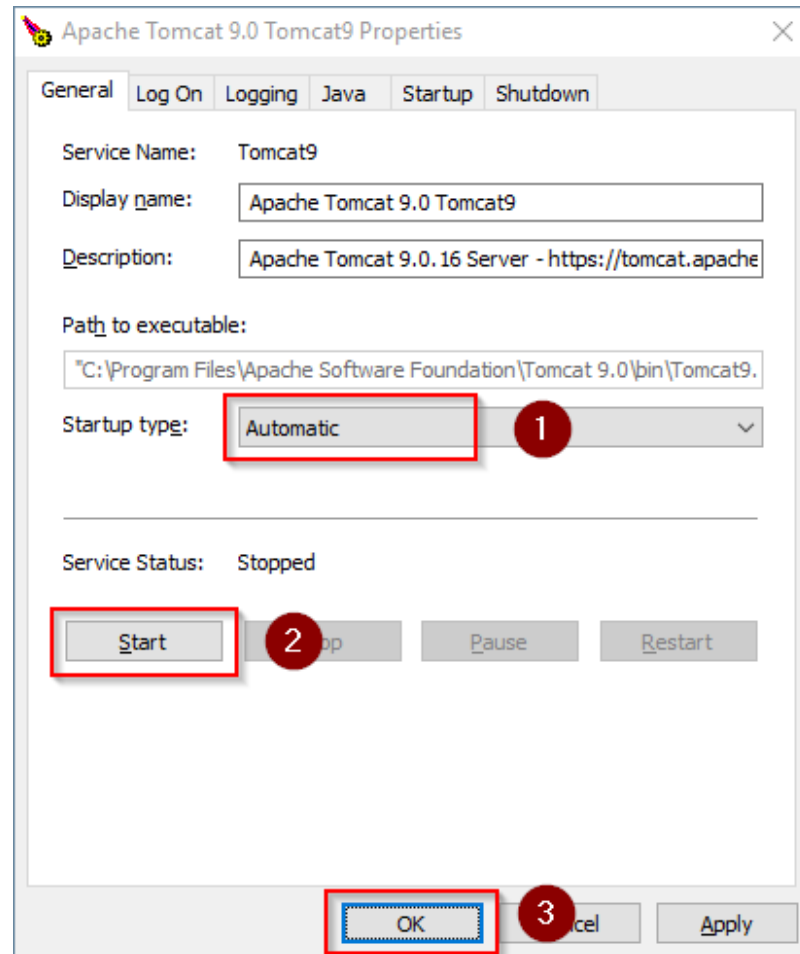 Apache Tomcat 9.0 Tomcat9 Properties
General Log On Logging Java Startup Shutdown
Service Name: Tomcat9
Display name: Apache Tomcat 9.0 Tomcat9
Description: Apache Tomcat 9.0.16 Server - https://tomcat.apache
Path to executable:
"C:\Program Files\Apache Software Foundation\Tomcat 9.0\bin\Tomcat9.
Startup type: Automatic 1
Service Status: Stopped
Start 2 Pause Restart
OK 3 Apply